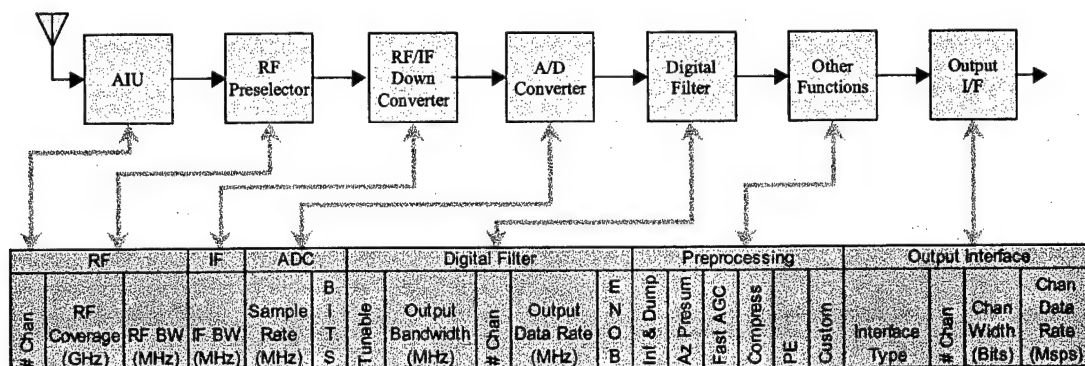 AIU
RF
Preselector
RF/IF
Down
Converter
A/D
Converter
Digital
Filter
Other
Functions
Output
I/F
RF
IF
ADC
Digital Filter
Preprocessing
Output Interface
# Chan
RF
Coverage
(GHz)
RF BW
(MHz)
IF BW
(MHz)
Sample
Rate
(MHz)
B
I
T
S
Tunable
Output
Bandwidth
(MHz)
# Chan
Output
Data Rate
(MHz)
E
N
O
B
Int & Dump
Az Presum
Fast AGC
Compress
PE
Custom
Interface
Type
# Chan
Chan
Width
(Bits)
Chan
Data
Rate
(Msps)